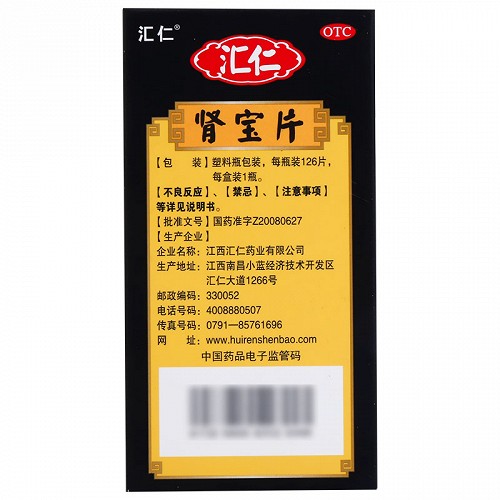 汇仁®
OTC
汇仁
肾宝片
【包　　装】塑料瓶包装，每瓶装126片，
每盒装1瓶。
【不良反应】、【禁忌】、【注意事项】
等详见说明书。
【批准文号】国药准字Z20080627
【生产企业】
企业名称：江西汇仁药业有限公司
生产地址：江西南昌小蓝经济技术开发区
汇仁大道1266号
邮政编码：330052
电话号码：4008880507
传真号码：0791—85761696
网　　址：www.huirenshenbao.com
中国药品电子监管码